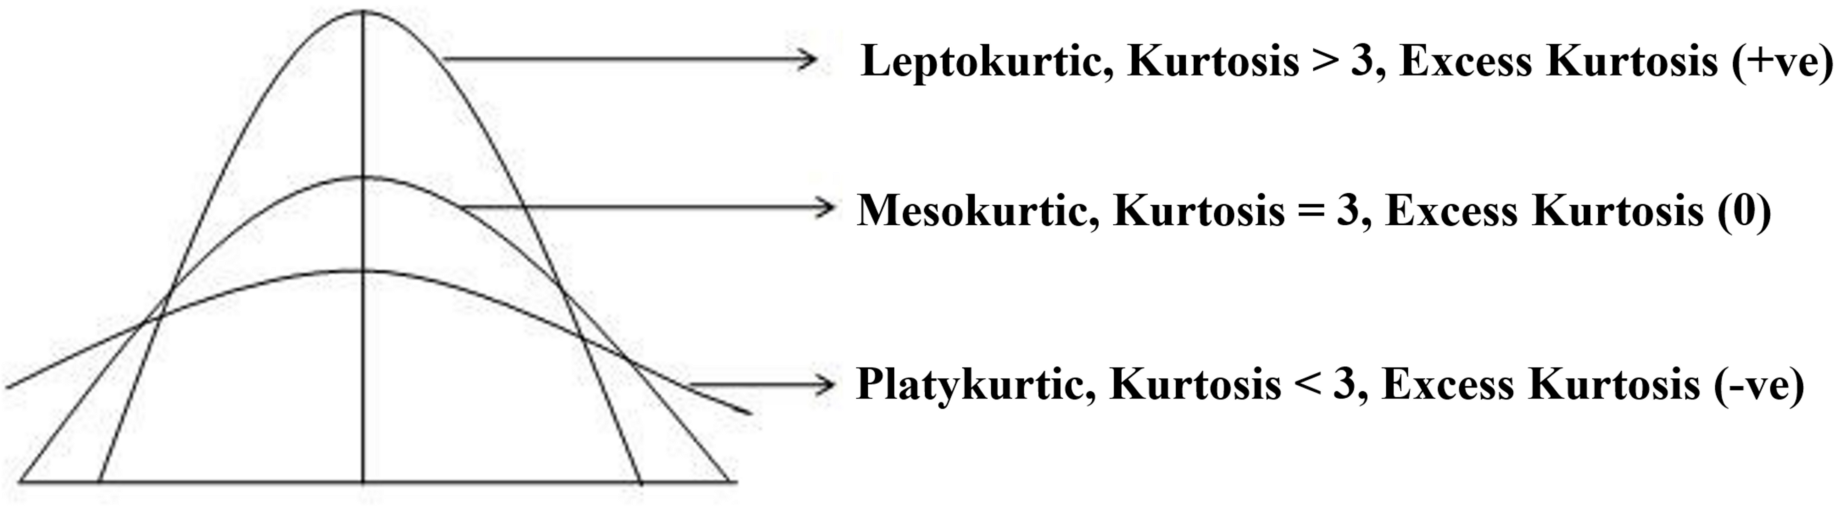 Leptokurtic, Kurtosis > 3, Excess Kurtosis (+ve)
Mesokurtic, Kurtosis = 3, Excess Kurtosis (0)
Platykurtic, Kurtosis < 3, Excess Kurtosis (-ve)